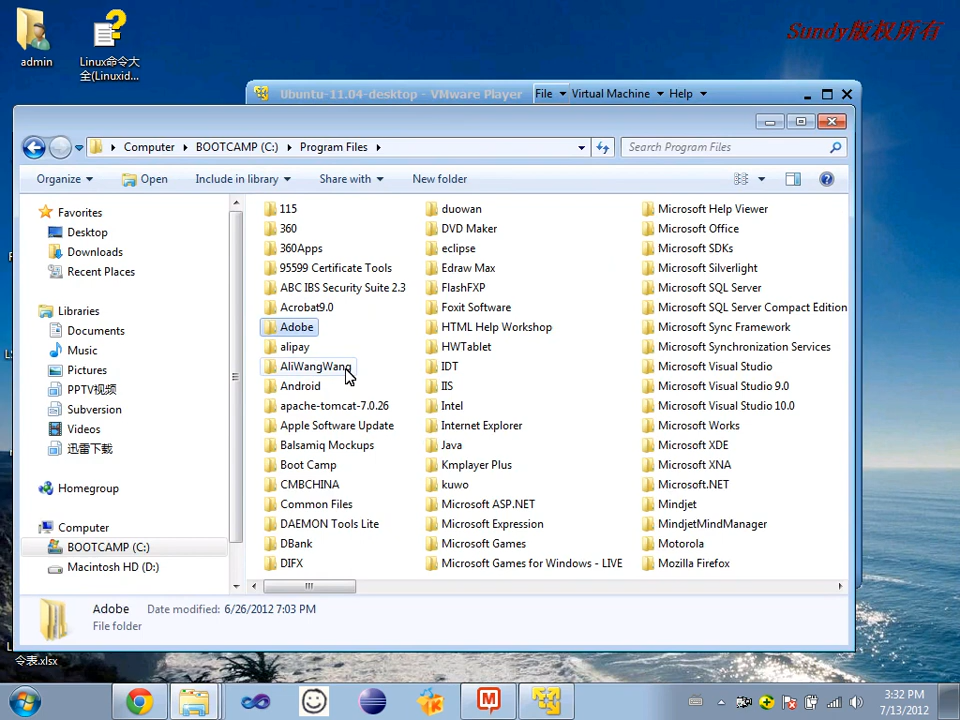 Sundy版权所有
admin
Linux命令大
全(Linuxid...
Ubuntu-11.04-desktop - VMware Player
File
Virtual Machine
Help
Computer
BOOTCAMP (C:)
Program Files
Search Program Files
Organize
Open
Include in library
Share with
New folder
Favorites
Desktop
Downloads
Recent Places
Libraries
Documents
Music
Pictures
PPTV视频
Subversion
Videos
迅雷下载
Homegroup
Computer
BOOTCAMP (C:)
Macintosh HD (D:)
115
360
360Apps
95599 Certificate Tools
ABC IBS Security Suite 2.3
Acrobat9.0
Adobe
alipay
AliWangWang
Android
apache-tomcat-7.0.26
Apple Software Update
Balsamiq Mockups
Boot Camp
CMBCHINA
Common Files
DAEMON Tools Lite
DBank
DIFX
duowan
DVD Maker
eclipse
Edraw Max
FlashFXP
Foxit Software
HTML Help Workshop
HWTablet
IDT
IIS
Intel
Internet Explorer
Java
Kmplayer Plus
kuwo
Microsoft ASP.NET
Microsoft Expression
Microsoft Games
Microsoft Games for Windows - LIVE
Microsoft Help Viewer
Microsoft Office
Microsoft SDKs
Microsoft Silverlight
Microsoft SQL Server
Microsoft SQL Server Compact Edition
Microsoft Sync Framework
Microsoft Synchronization Services
Microsoft Visual Studio
Microsoft Visual Studio 9.0
Microsoft Visual Studio 10.0
Microsoft Works
Microsoft XDE
Microsoft XNA
Microsoft.NET
Mindjet
MindjetMindManager
Motorola
Mozilla Firefox
Adobe
Date modified: 6/26/2012 7:03 PM
File folder
令表.xlsx
3:32 PM
7/13/2012